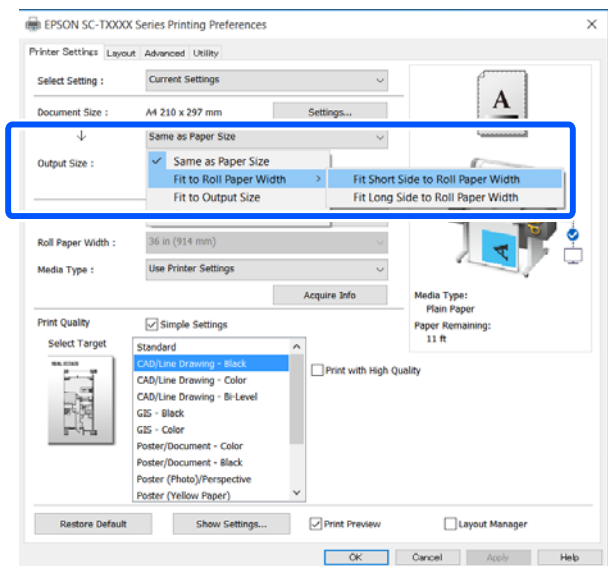 EPSON SC-TXXXX Series Printing Preferences
Printer Settings Layout Advanced Utility
Select Setting : Current Settings
Document Size : A4 210 x 297 mm Settings...
Same as Paper Size
Output Size :
Same as Paper Size
Fit to Roll Paper Width
Fit Short Side to Roll Paper Width
Fit to Output Size
Fit Long Side to Roll Paper Width
A
A
Roll Paper Width : 36 in (914 mm)
Media Type : Use Printer Settings
Acquire Info
Media Type:
Plain Paper
Paper Remaining:
11 ft
Print Quality Simple Settings
Select Target
Standard
CAD/Line Drawing - Black
CAD/Line Drawing - Color
CAD/Line Drawing - Bi-Level
GIS - Black
GIS - Color
Poster/Document - Color
Poster/Document - Black
Poster (Photo)/Perspective
Poster (Yellow Paper)
Print with High Quality
REAL ESTATE
Restore Default Show Settings... Print Preview Layout Manager
OK Cancel Apply Help